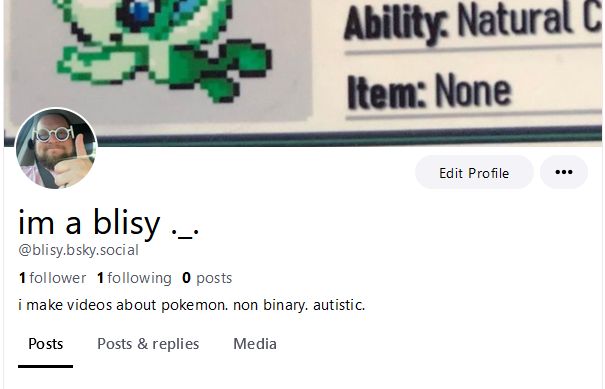 Ability: Natural C
Item: None
Edit Profile
•••
im a blisy ._.
@blisy.bsky.social
1 follower 1 following 0 posts
i make videos about pokemon. non binary. autistic.
Posts Posts & replies Media